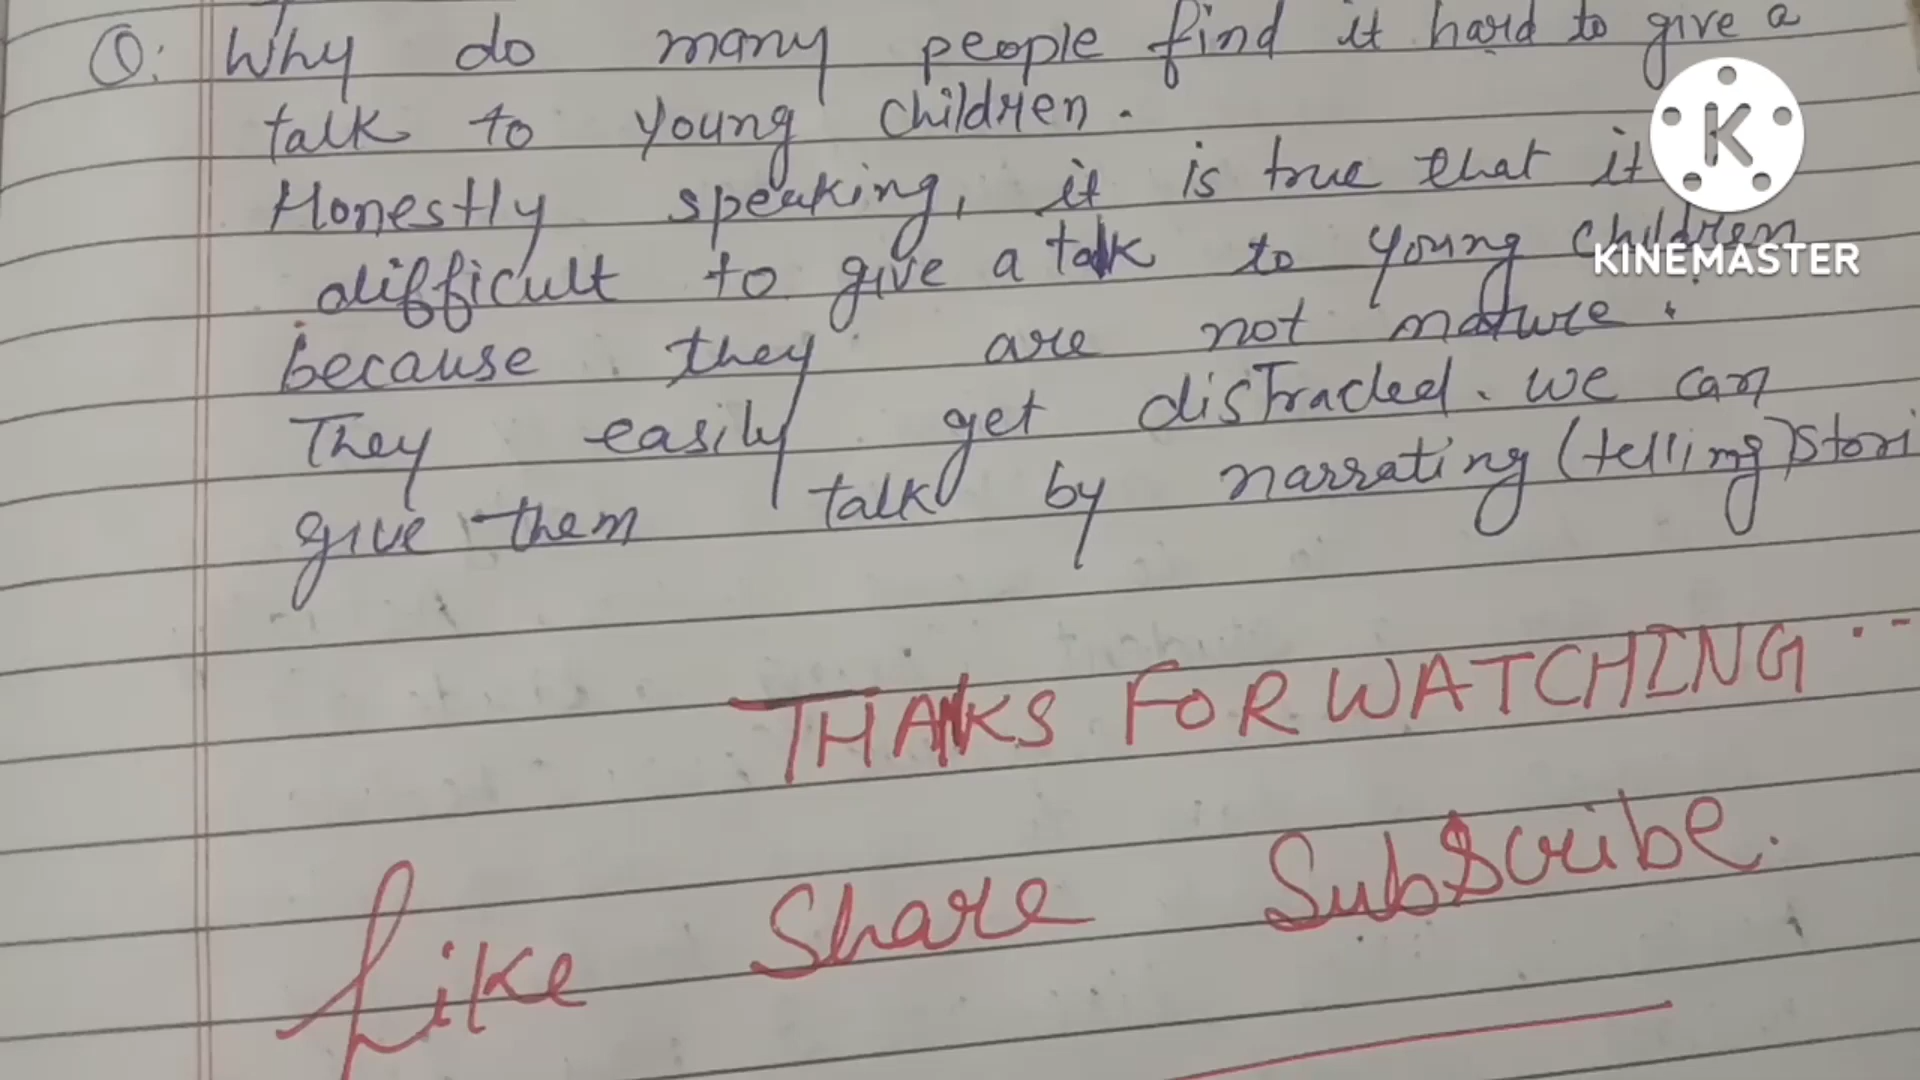 Q: Why do many people find it hard to give a
talk to young children.
Honestly speaking, it is true that it
difficult to give a talk to young children
because they are not mature.
They easily get distracted. we can
give them talk by narrating (telling) stori
THANKS FOR WATCHING
Like Share Subscribe.
K
KINEMASTER